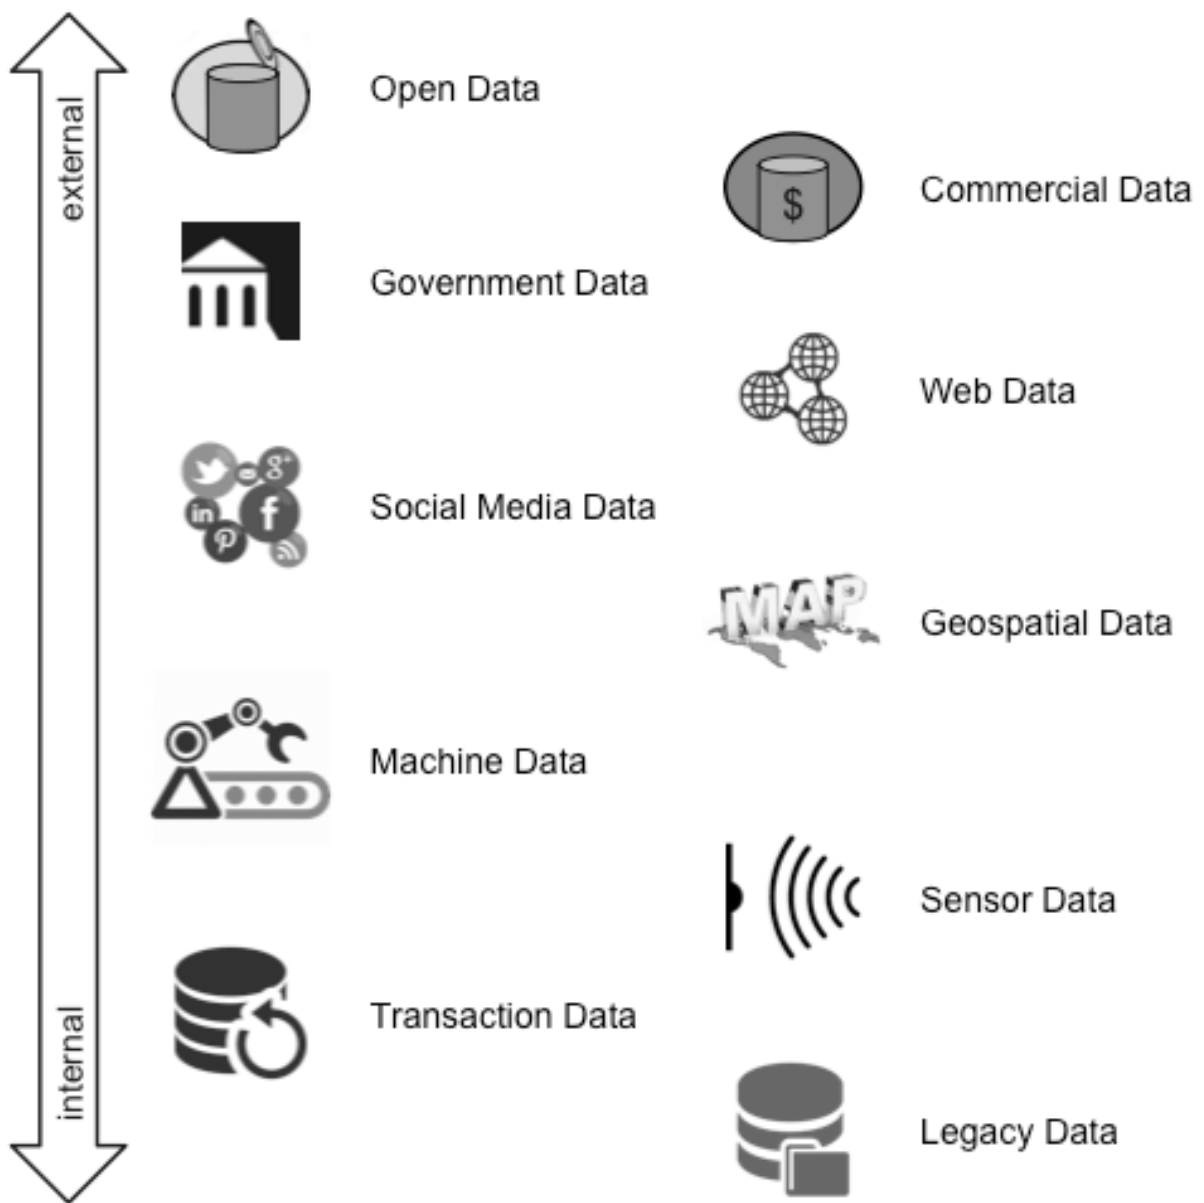 external
Open Data
Commercial Data
$
Government Data
Web Data
g+
in
f
Social Media Data
MAP
Geospatial Data
Machine Data
Sensor Data
internal
Transaction Data
Legacy Data